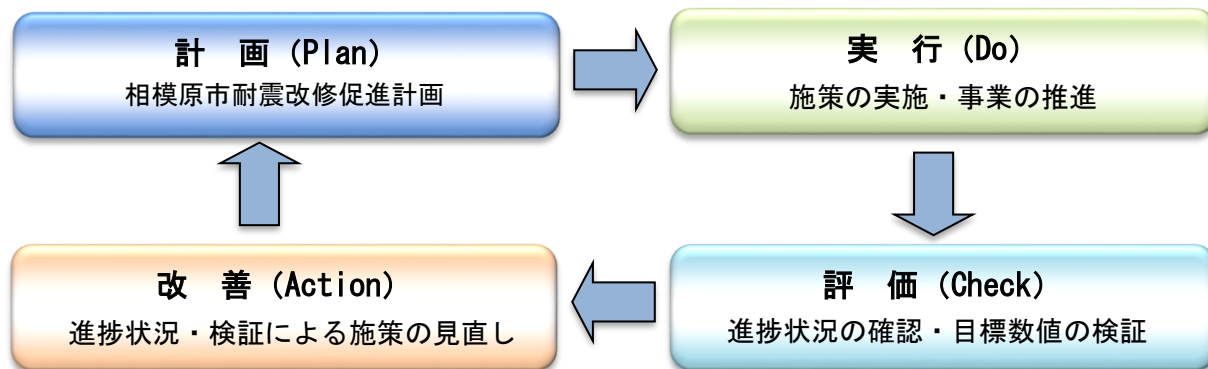 計　画（Plan）
相模原市耐震改修促進計画
実　行（Do）
施策の実施・事業の推進
評　価（Check）
進捗状況の確認・目標数値の検証
改　善（Action）
進捗状況・検証による施策の見直し